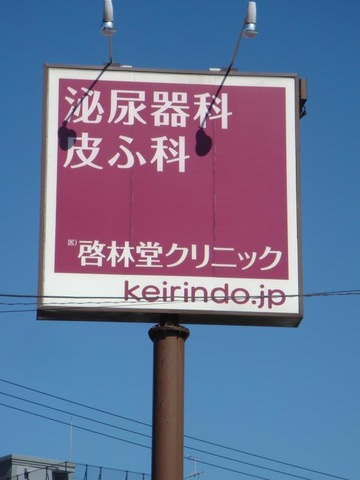 泌尿器科
皮ふ科
医)啓林堂クリニック
keirindo.jp